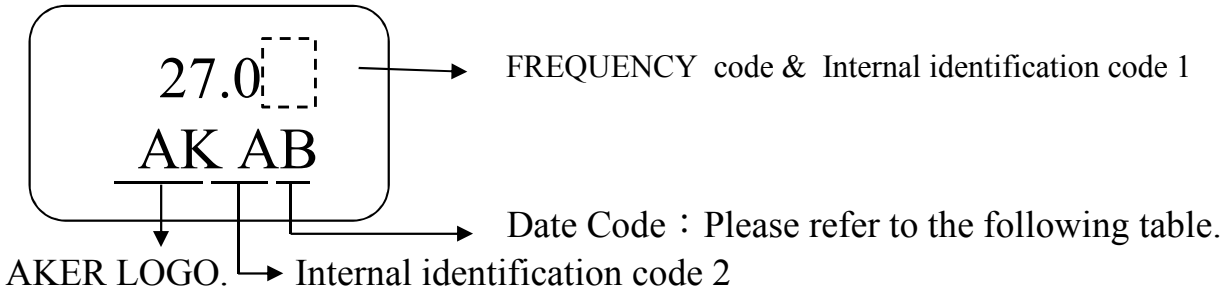 27.0
FREQUENCY code & Internal identification code 1
AK AB
Date Code：Please refer to the following table.
AKER LOGO.
Internal identification code 2